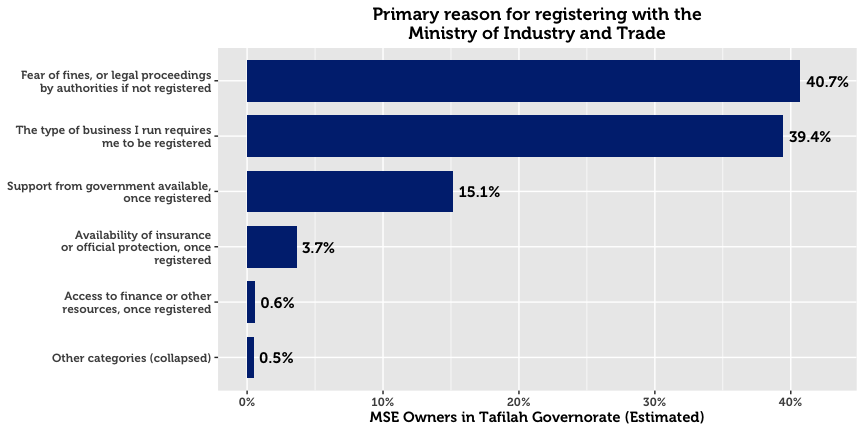 Primary reason for registering with the
Ministry of Industry and Trade
Fear of fines, or legal proceedings
by authorities if not registered
40.7%
The type of business I run requires
me to be registered
39.4%
Support from government available,
once registered
15.1%
Availability of insurance
or official protection, once
registered
3.7%
Access to finance or other
resources, once registered
0.6%
Other categories (collapsed)
0.5%
0%
10%
20%
30%
40%
MSE Owners in Tafilah Governorate (Estimated)